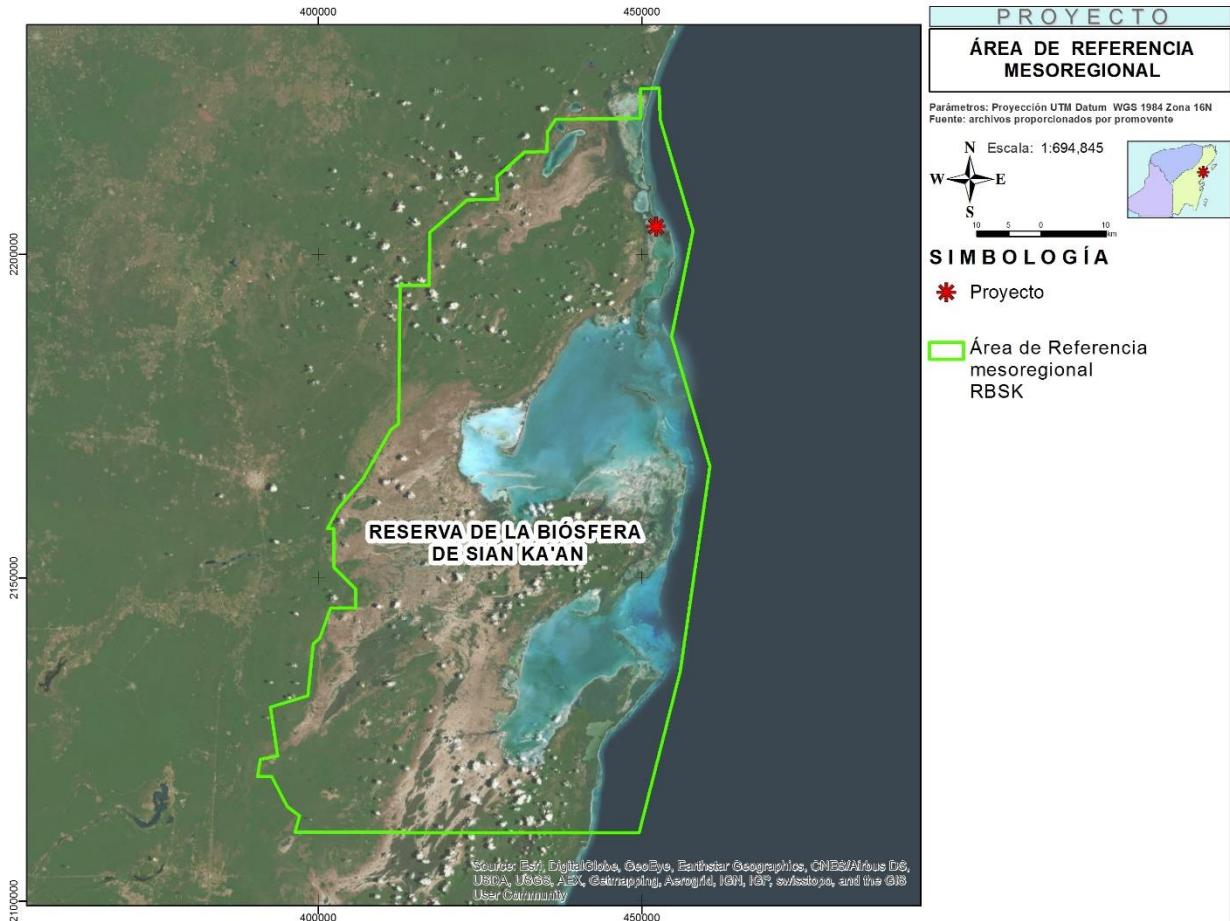 400000
450000
PROYECTO
ÁREA DE REFERENCIA
MESOREGIONAL
Parámetros: Proyección UTM Datum WGS 1984 Zona 16N
Fuente: archivos proporcionados por promovente
N
Escala: 1:694,845
W
E
S
10 5 0 10
km
SIMBOLOGÍA
Proyecto
Área de Referencia
mesoregional
RBSK
2200000
RESERVA DE LA BIÓSFERA
DE SIAN KA'AN
2150000
Source: Esri, DigitalGlobe, GeoEye, Earthstar Geographics, CNES/Airbus DS,
USDA, USGS, AEX, Getmapping, Aerogrid, IGN, IGP, swisstopo, and the GIS
User Community
2100000
400000
450000